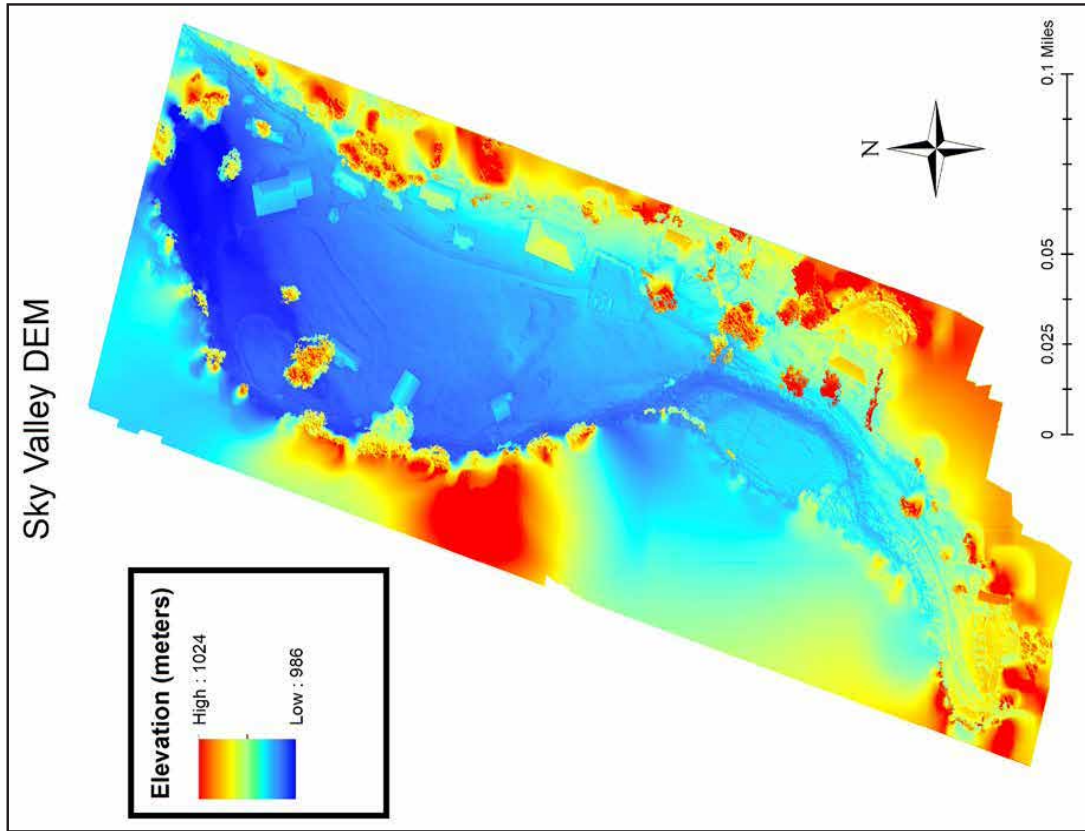 Sky Valley DEM
Elevation (meters)
High : 1024
Low : 986
N
0 0.025 0.05 0.1 Miles